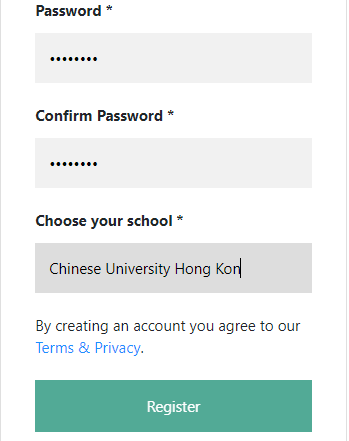 Password *
••••••••
Confirm Password *
••••••••
Choose your school *
Chinese University Hong Kon
By creating an account you agree to our
Terms & Privacy.
Register